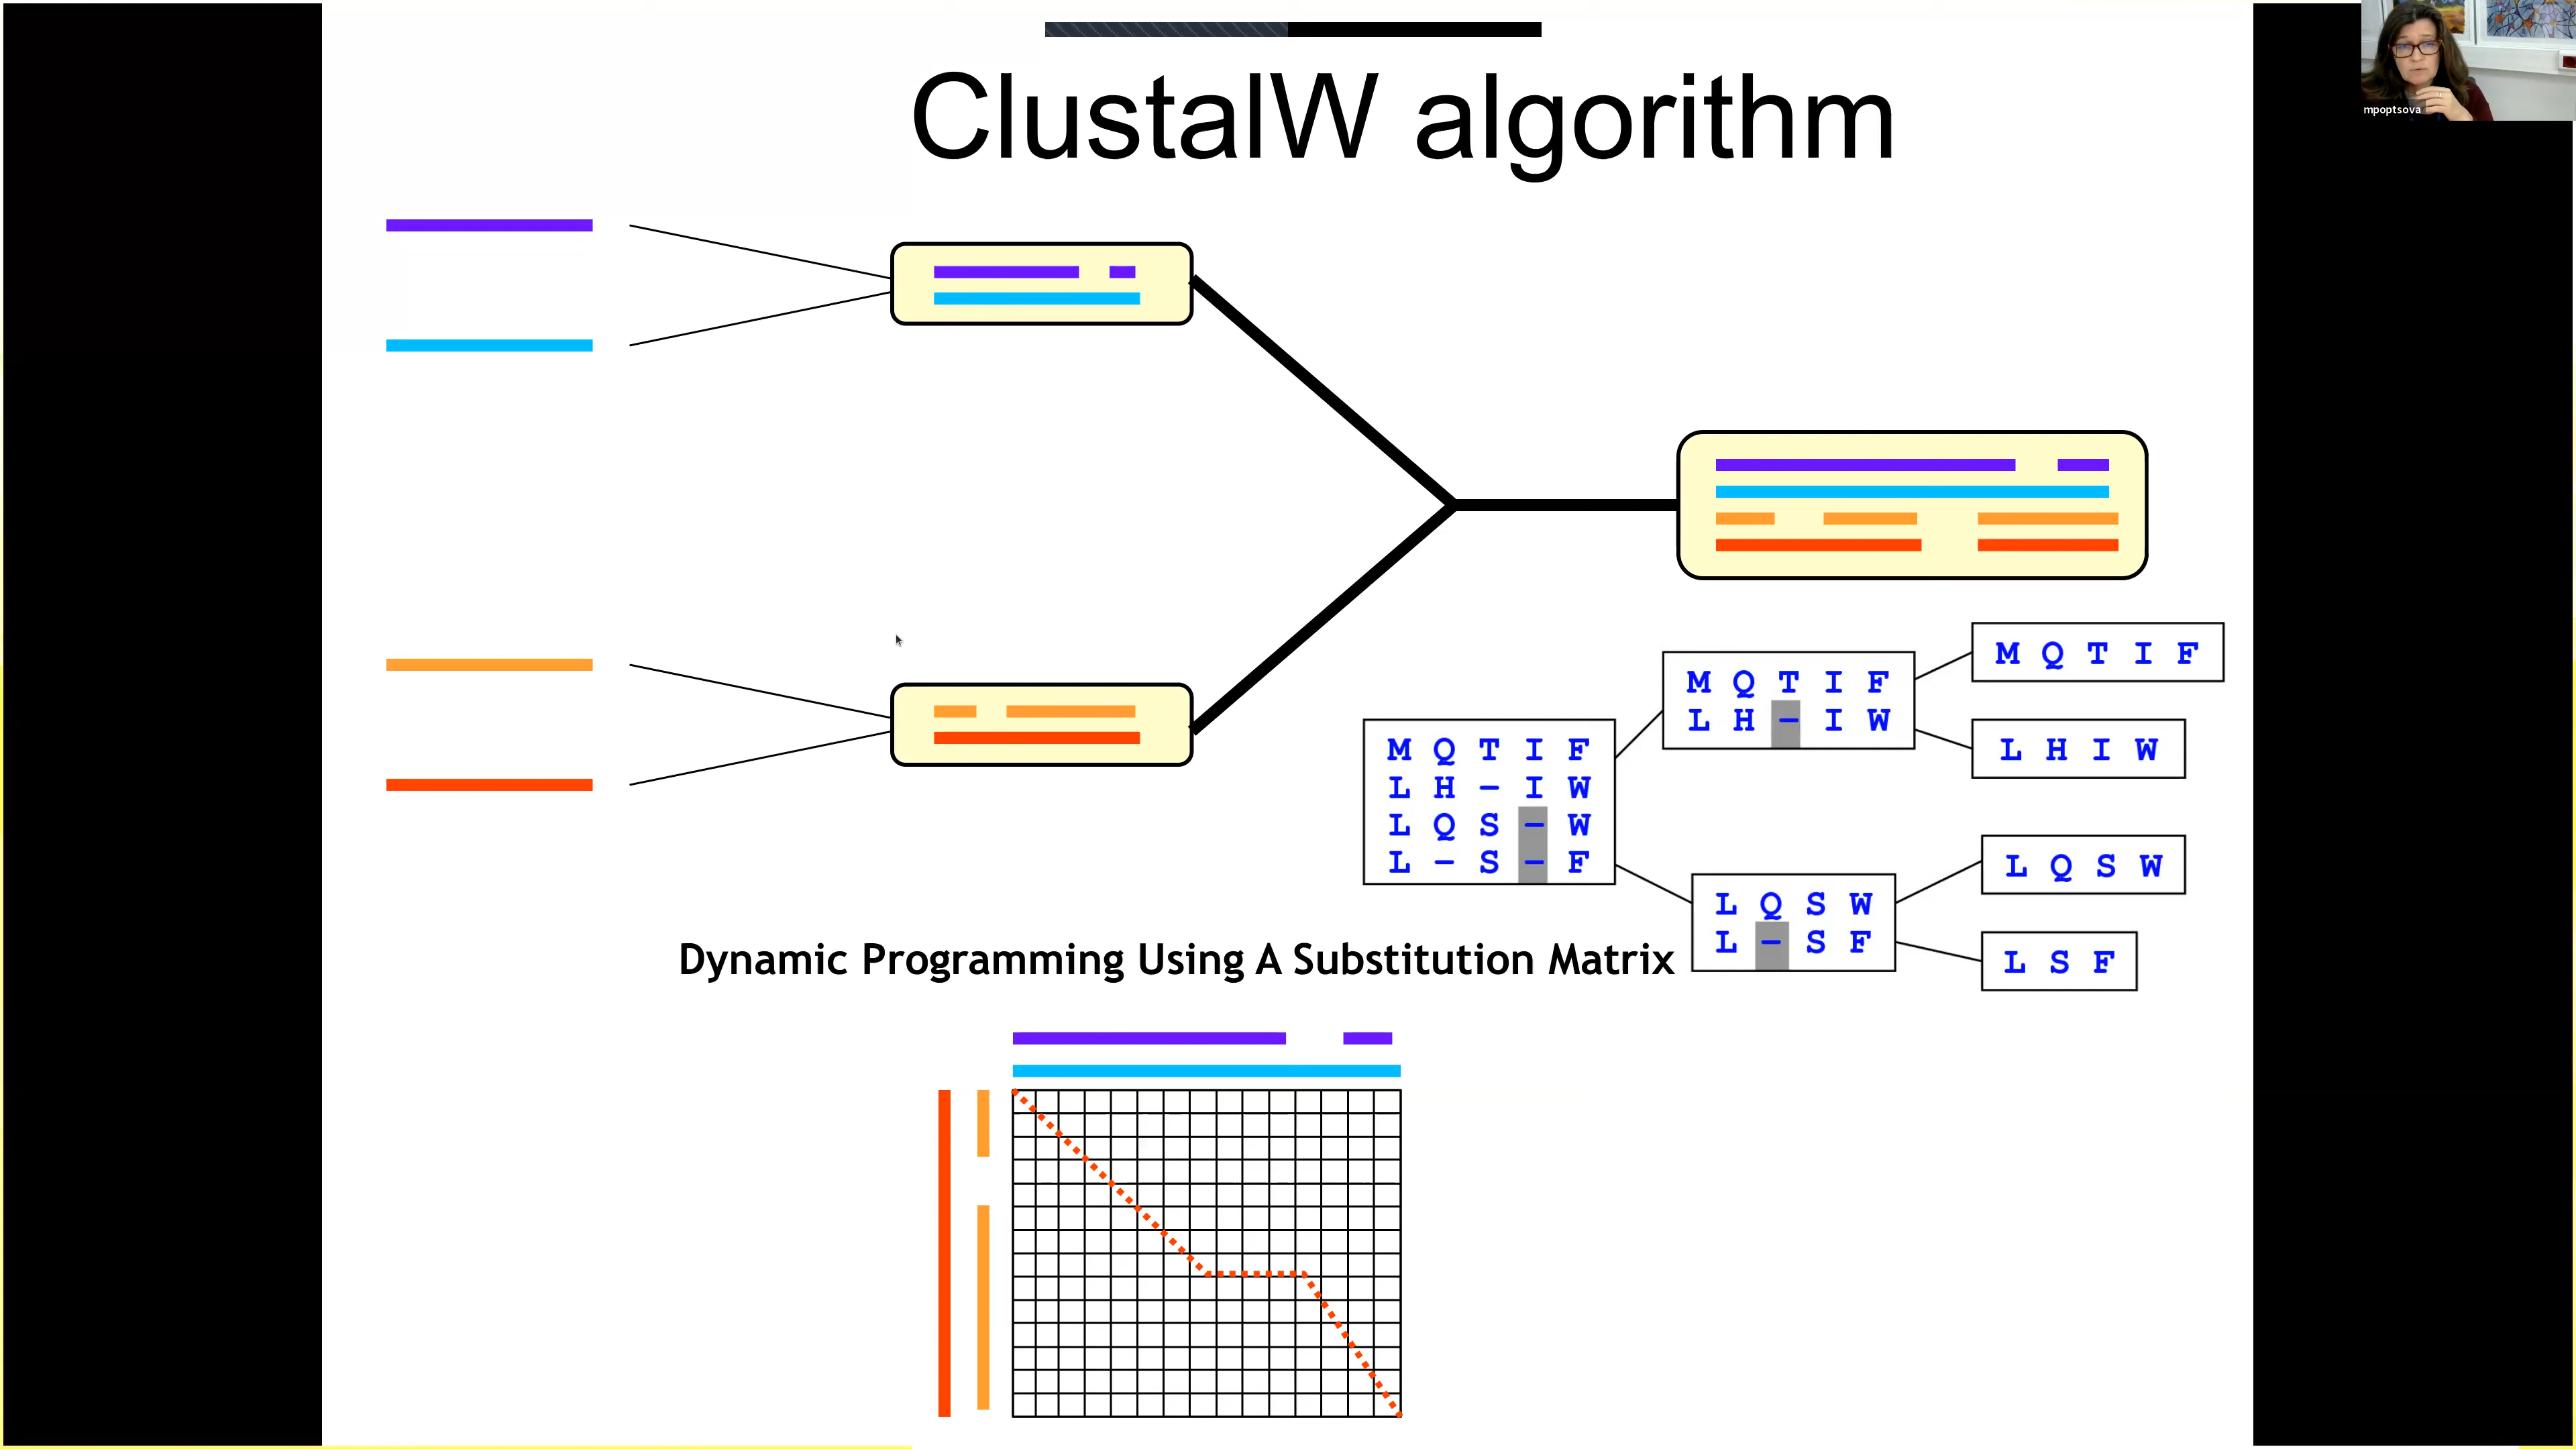 mpoptsova
ClustalW algorithm
M Q T I F
M Q T I F
L H - I W
L H I W
M Q T I F
L H - I W
L Q S - W
L - S - F
L Q S W
L Q S W
L - S F
L S F
Dynamic Programming Using A Substitution Matrix